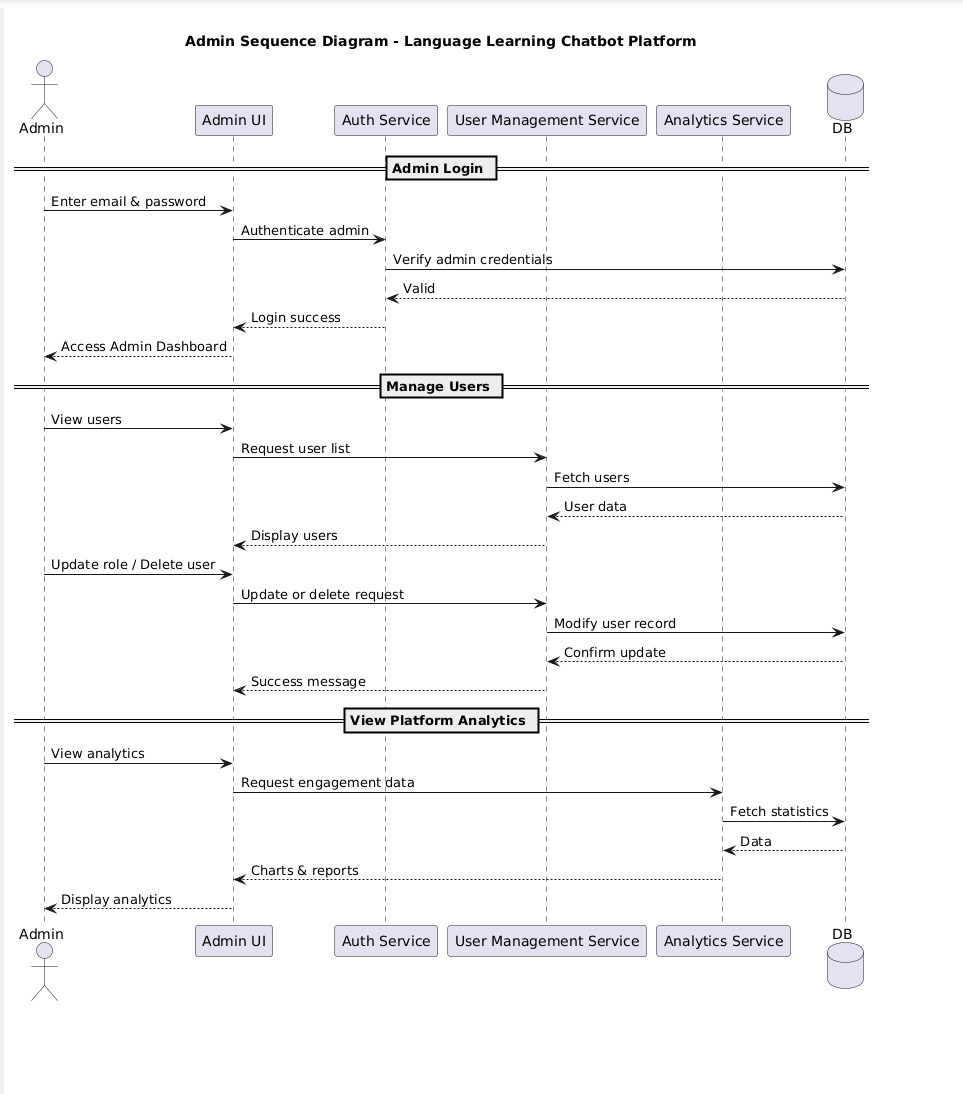 Admin Sequence Diagram - Language Learning Chatbot Platform
Admin
Admin UI
Auth Service
User Management Service
Analytics Service
DB
Admin Login
Enter email & password
Authenticate admin
Verify admin credentials
Valid
Login success
Access Admin Dashboard
Manage Users
View users
Request user list
Fetch users
User data
Display users
Update role / Delete user
Update or delete request
Modify user record
Confirm update
Success message
View Platform Analytics
View analytics
Request engagement data
Fetch statistics
Data
Charts & reports
Display analytics
Admin
Admin UI
Auth Service
User Management Service
Analytics Service
DB